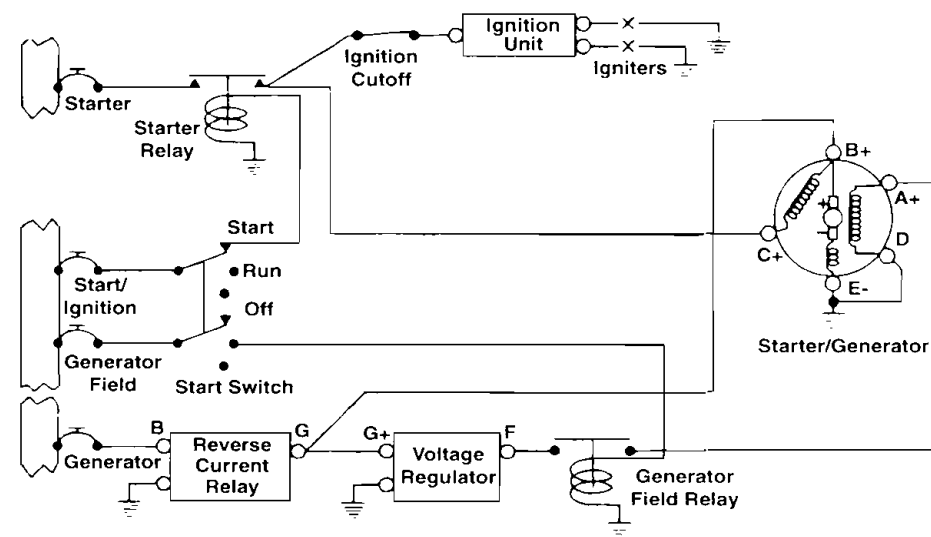 Ignition
Unit
Igniters
Ignition
Cutoff
Starter
Starter
Relay
B+
A+
C+
D
E-
Starter/Generator
Start
Run
Off
Start/
Ignition
Generator
Field
Start Switch
B
G
G+
F
Generator
Reverse
Current
Relay
Voltage
Regulator
Generator
Field Relay